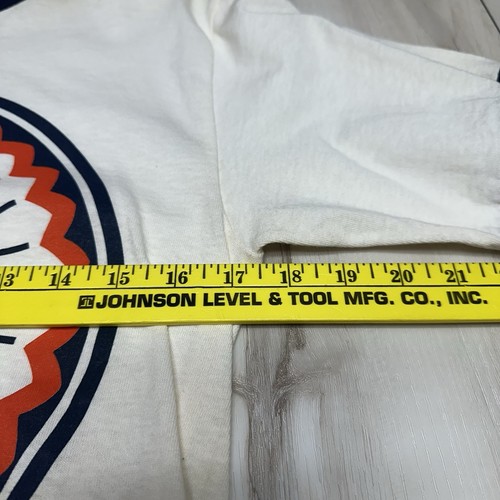 3 14 15 16 17 18 19 20 21
JOHNSON LEVEL & TOOL MFG. CO., INC.